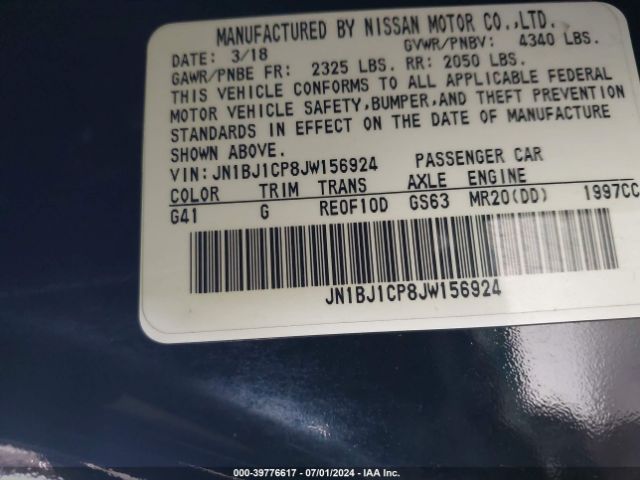 MANUFACTURED BY NISSAN MOTOR CO.,LTD.
DATE: 3/18 GVWR/PNBV: 4340 LBS.
GAWR/PNBE FR: 2325 LBS. RR: 2050 LBS.
THIS VEHICLE CONFORMS TO ALL APPLICABLE FEDERAL
MOTOR VEHICLE SAFETY,BUMPER,AND THEFT PREVENTION
STANDARDS IN EFFECT ON THE DATE OF MANUFACTURE
SHOWN ABOVE.
VIN: JN1BJ1CP8JW156924 PASSENGER CAR
COLOR TRIM TRANS AXLE ENGINE
G41 G RE0F10D GS63 MR20(DD) 1997CC
JN1BJ1CP8JW156924
000-39776617 / 07/01/2024 - IAA Inc.